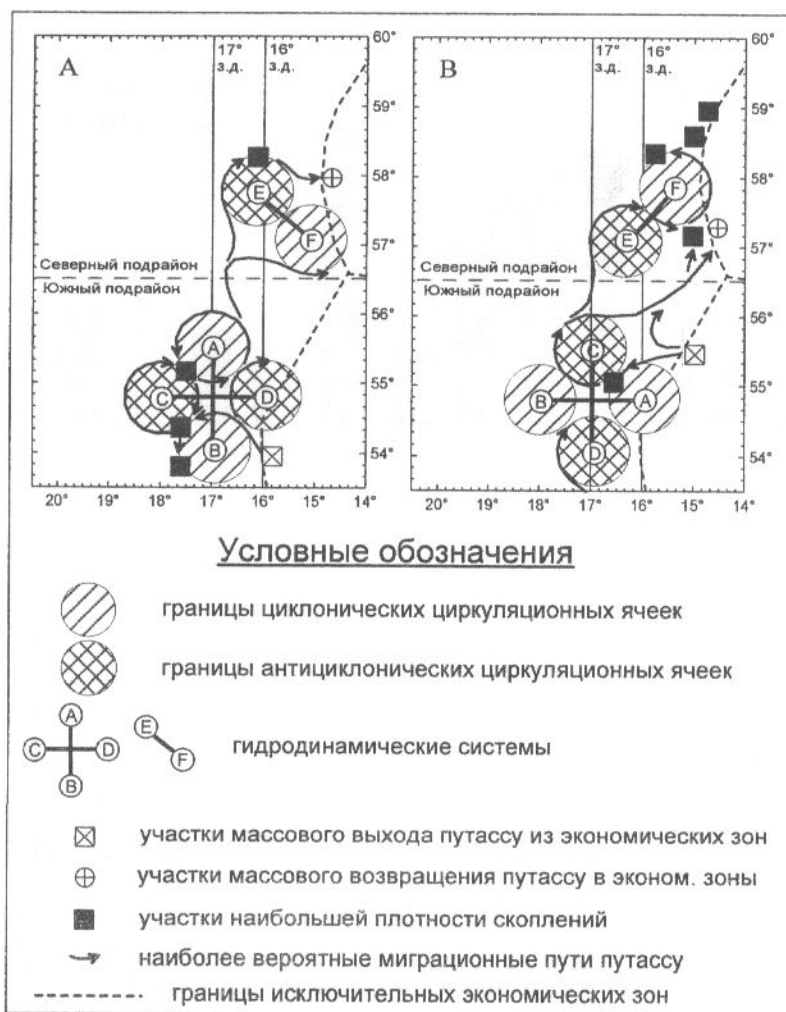 А
17°
з.д.
16°
з.д.
В
17°
з.д.
16°
з.д.
60°
59°
58°
57°
56°
55°
54°
60°
59°
58°
57°
56°
55°
54°
E
F
Северный подрайон
Южный подрайон
A
C
D
B
F
E
Северный подрайон
Южный подрайон
C
B
A
D
20° 19° 18° 17° 16° 15° 14°
20° 19° 18° 17° 16° 15° 14°
Условные обозначения
границы циклонических циркуляционных ячеек
границы антициклонических циркуляционных ячеек
A
C
D
B
E
F
гидродинамические системы
участки массового выхода путассу из экономических зон
участки массового возвращения путассу в эконом. зоны
участки наибольшей плотности скоплений
наиболее вероятные миграционные пути путассу
границы исключительных экономических зон